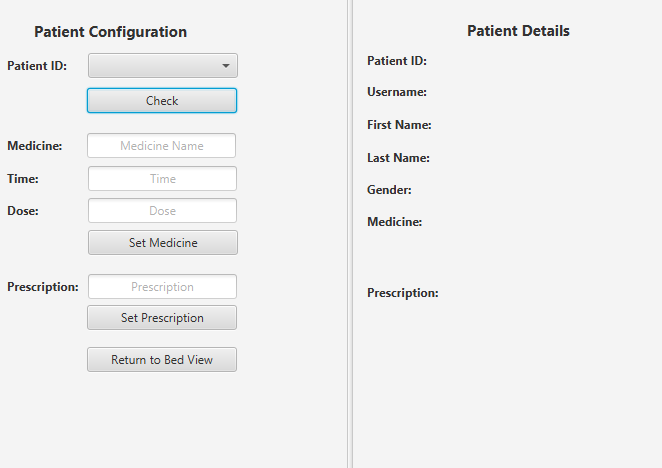 Patient Configuration
Patient ID:
Check
Medicine: Medicine Name
Time: Time
Dose: Dose
Set Medicine
Prescription: Prescription
Set Prescription
Return to Bed View
Patient Details
Patient ID:
Username:
First Name:
Last Name:
Gender:
Medicine:
Prescription: